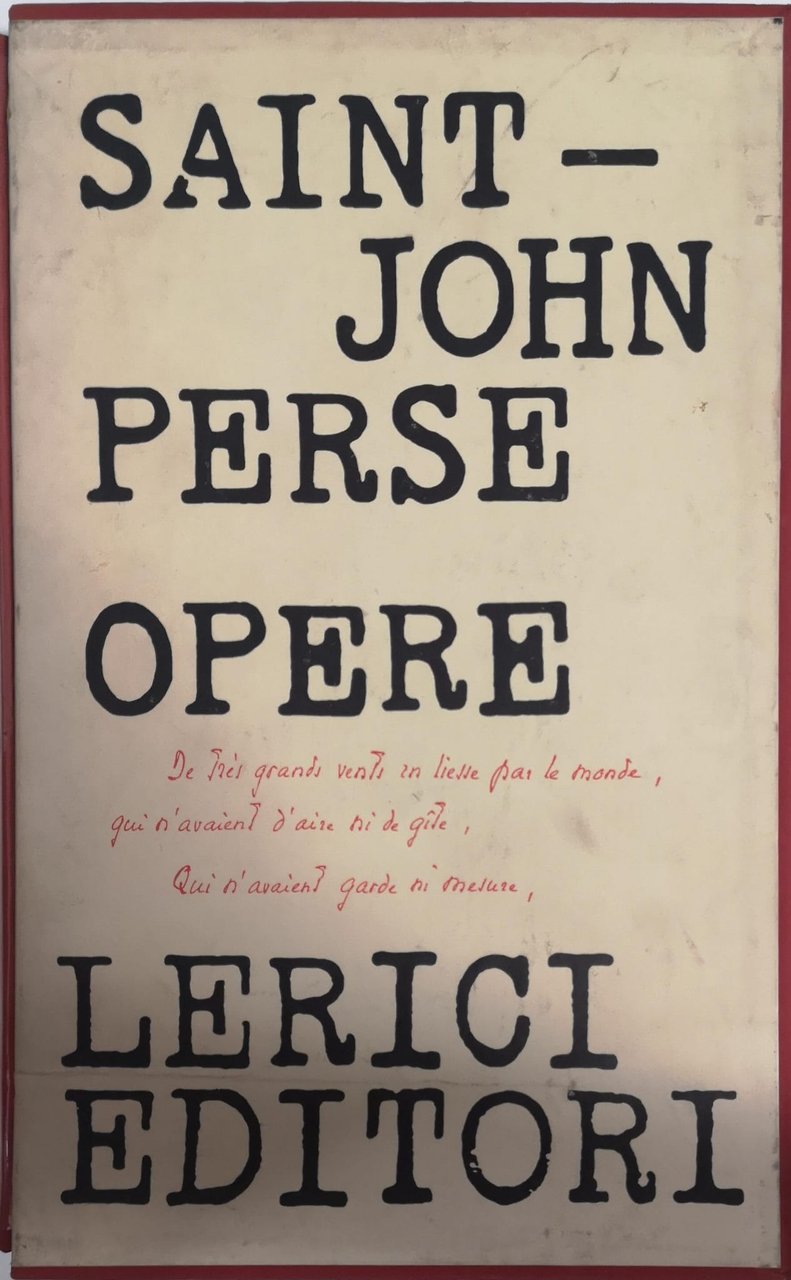 SAINT-
JOHN
PERSE
OPERE
De très grands vents en liesse par le monde,
qui n'avaient d'aire ni de gîte,
Qui n'avaient garde ni mesure,
LERICI
EDITORI